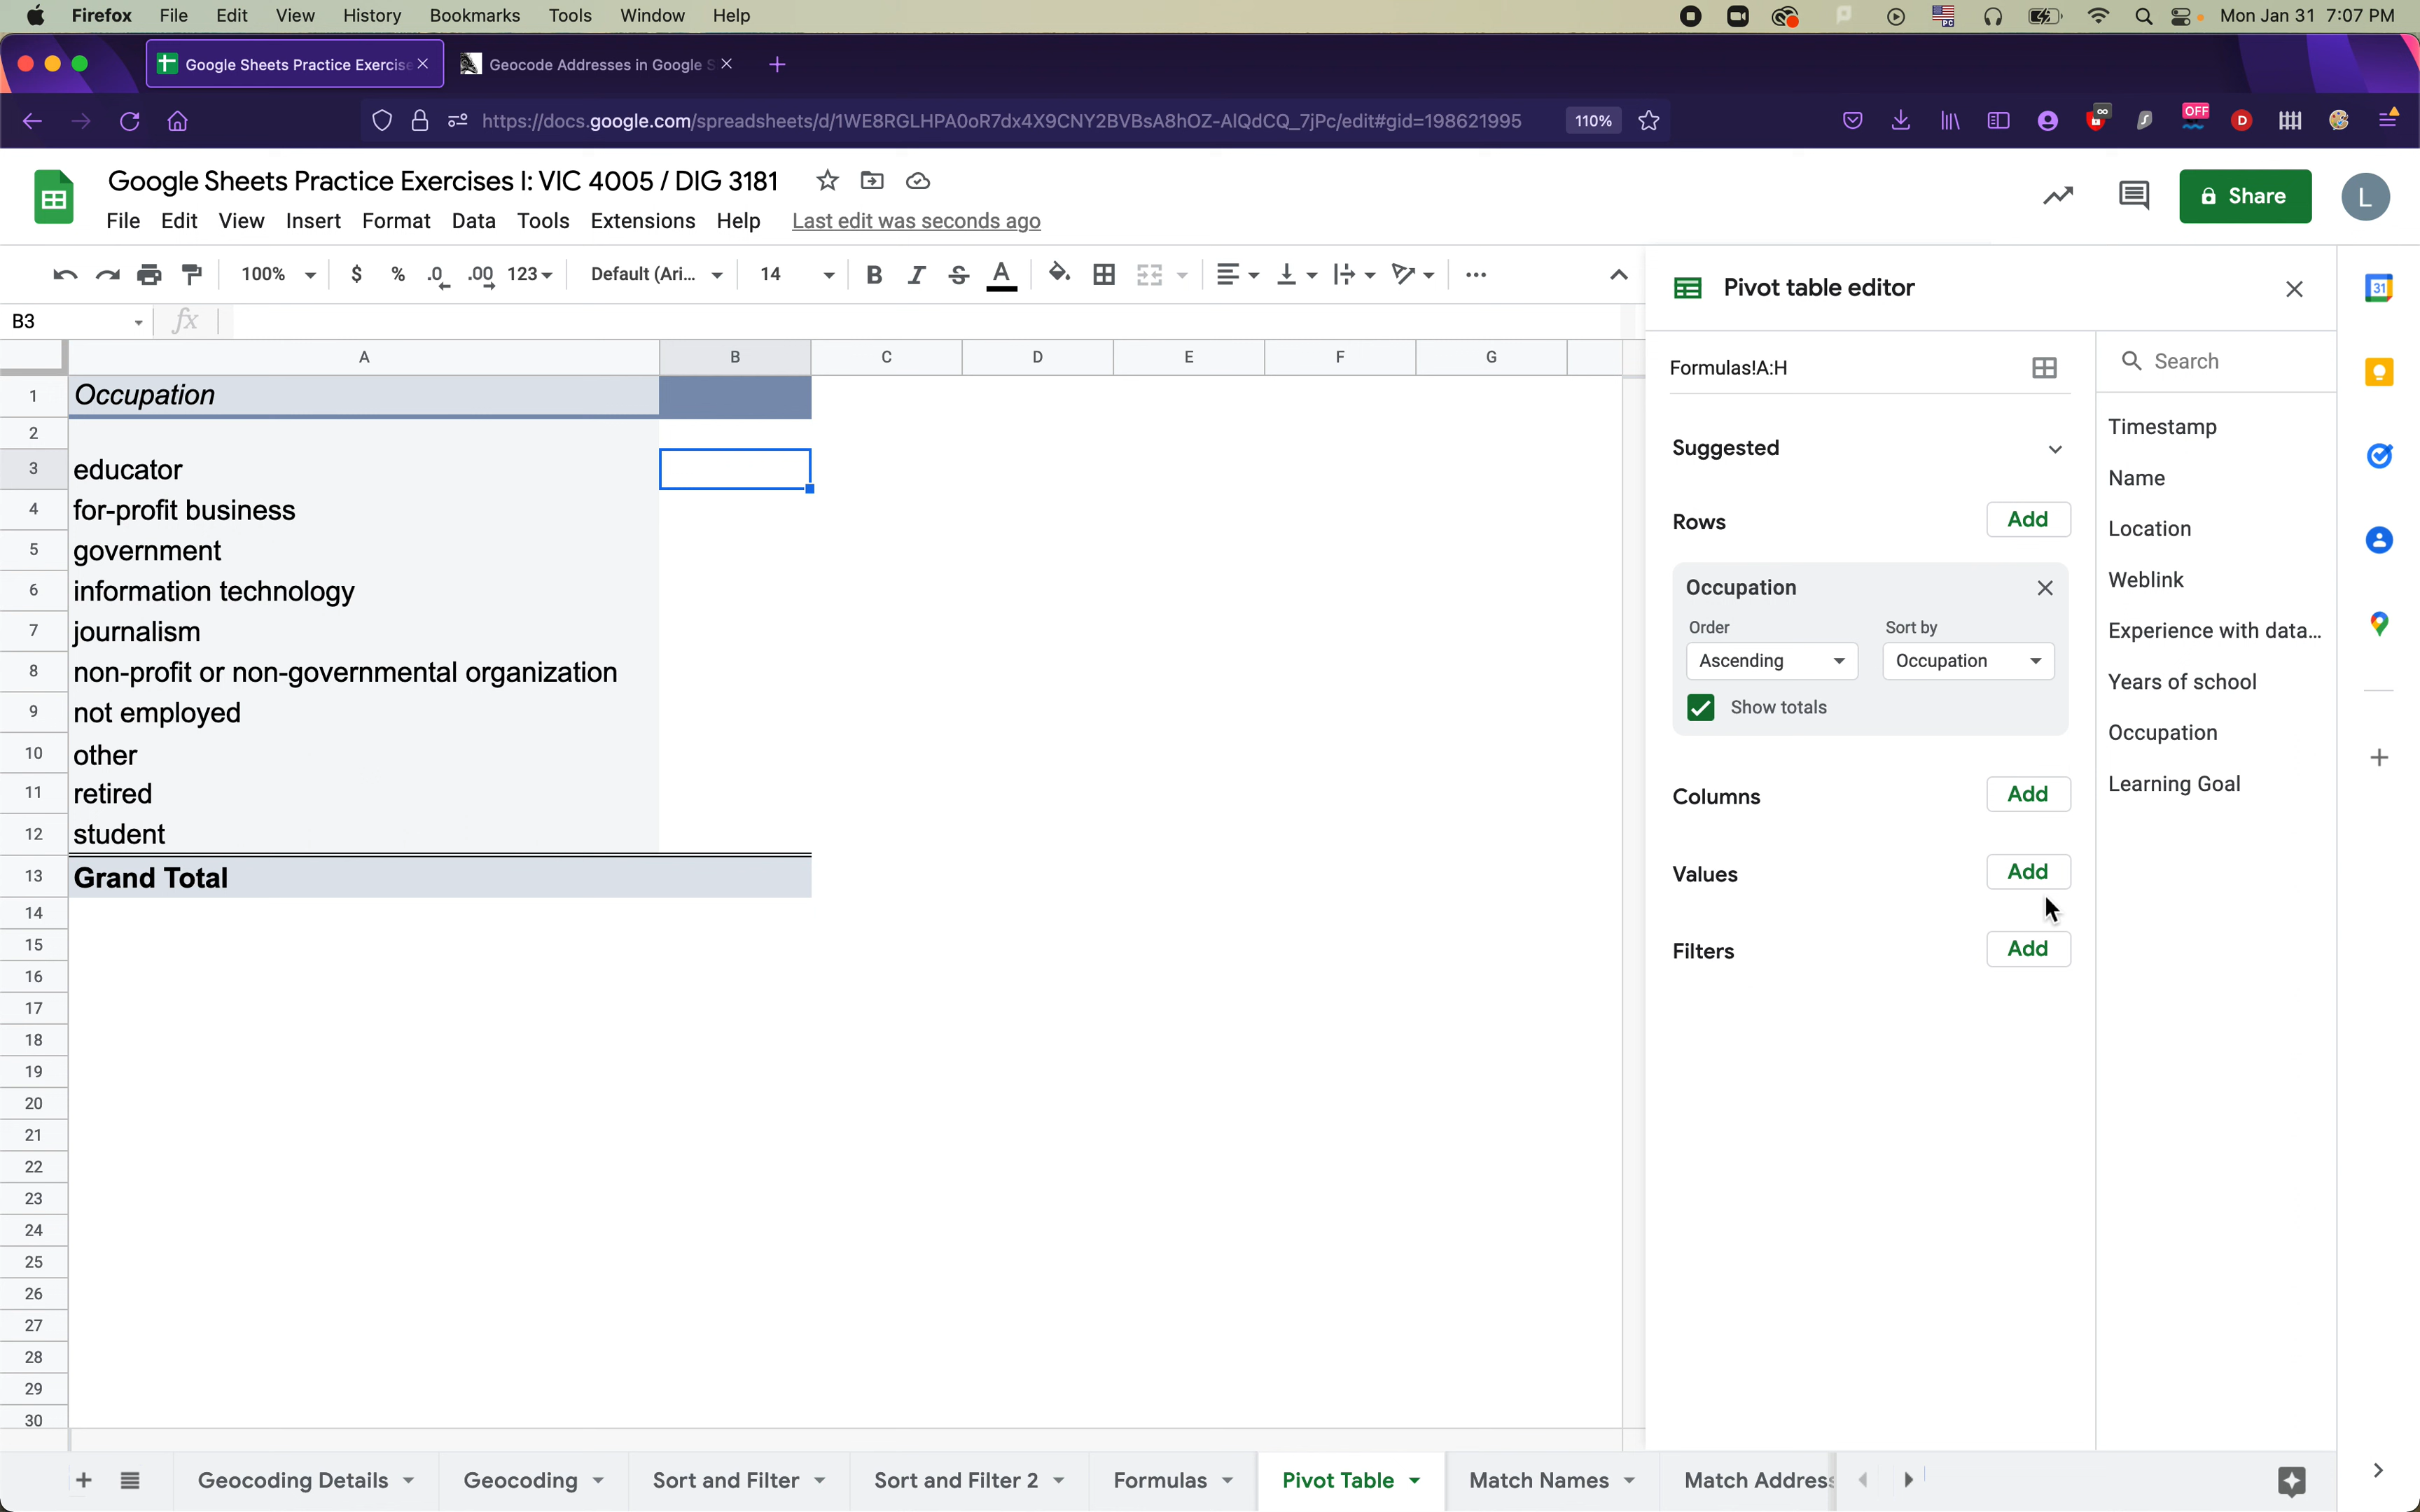 Firefox File Edit View History Bookmarks Tools Window Help Mon Jan 31 7:07 PM
Google Sheets Practice Exercise Geocode Addresses in Google S
https://docs.google.com/spreadsheets/d/1WE8RGLHPA0oR7dx4X9CNY2BVBsA8hOZ-AIQdCQ_7jPc/edit#gid=198621995 110% OFF
Google Sheets Practice Exercises I: VIC 4005 / DIG 3181
Share L
File Edit View Insert Format Data Tools Extensions Help Last edit was seconds ago
100% $ % .0 .00 123 Default (Ari... 14 B I S A
B3 fx
A B C D E F G
1 Occupation
2
3 educator
4 for-profit business
5 government
6 information technology
7 journalism
8 non-profit or non-governmental organization
9 not employed
10 other
11 retired
12 student
13 Grand Total
14
15
16
17
18
19
20
21
22
23
24
25
26
27
28
29
30
Pivot table editor
Formulas!A:H
Suggested
Rows Add
Occupation
Order Sort by
Ascending Occupation
Show totals
Columns Add
Values Add
Filters Add
Search
Timestamp
Name
Location
Weblink
Experience with data...
Years of school
Occupation
Learning Goal
31
Geocoding Details Geocoding Sort and Filter Sort and Filter 2 Formulas Pivot Table Match Names Match Address